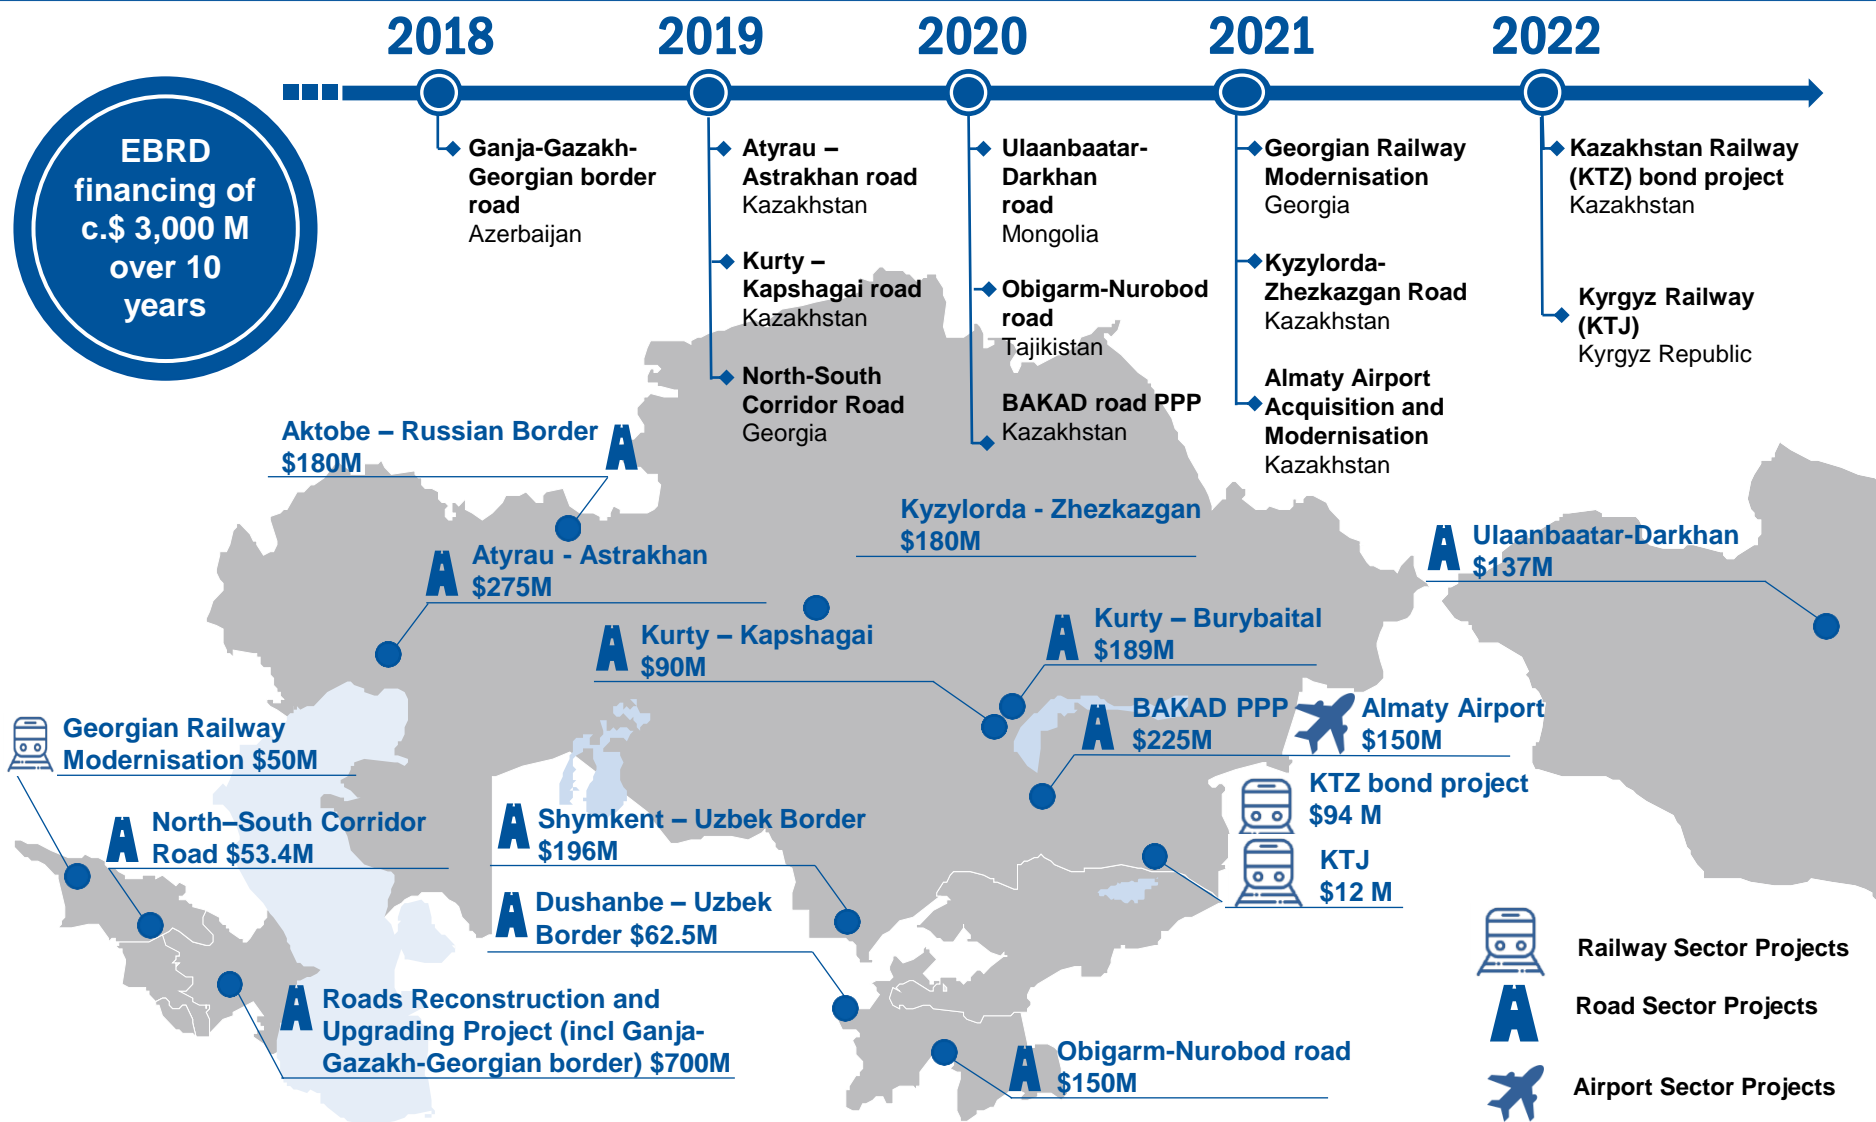 2018
2019
2020
2021
2022
EBRD
financing of
c.$ 3,000 M
over 10
years
Ganja-Gazakh-
Georgian border
road
Azerbaijan
Atyrau –
Astrakhan road
Kazakhstan
Kurty –
Kapshagai road
Kazakhstan
North-South
Corridor Road
Georgia
Ulaanbaatar-
Darkhan
road
Mongolia
Obigarm-Nurobod
road
Tajikistan
BAKAD road PPP
Kazakhstan
Georgian Railway
Modernisation
Georgia
Kyzylorda-
Zhezkazgan Road
Kazakhstan
Almaty Airport
Acquisition and
Modernisation
Kazakhstan
Kazakhstan Railway
(KTZ) bond project
Kazakhstan
Kyrgyz Railway
(KTJ)
Kyrgyz Republic
Aktobe – Russian Border
$180M
Atyrau - Astrakhan
$275M
Kyzylorda - Zhezkazgan
$180M
Ulaanbaatar-Darkhan
$137M
Kurty – Kapshagai
$90M
Kurty – Burybaital
$189M
BAKAD PPP
$225M
Almaty Airport
$150M
Georgian Railway
Modernisation $50M
KTZ bond project
$94 M
North–South Corridor
Road $53.4M
Shymkent – Uzbek Border
$196M
KTJ
$12 M
Dushanbe – Uzbek
Border $62.5M
Roads Reconstruction and
Upgrading Project (incl Ganja-
Gazakh-Georgian border) $700M
Obigarm-Nurobod road
$150M
Railway Sector Projects
Road Sector Projects
Airport Sector Projects